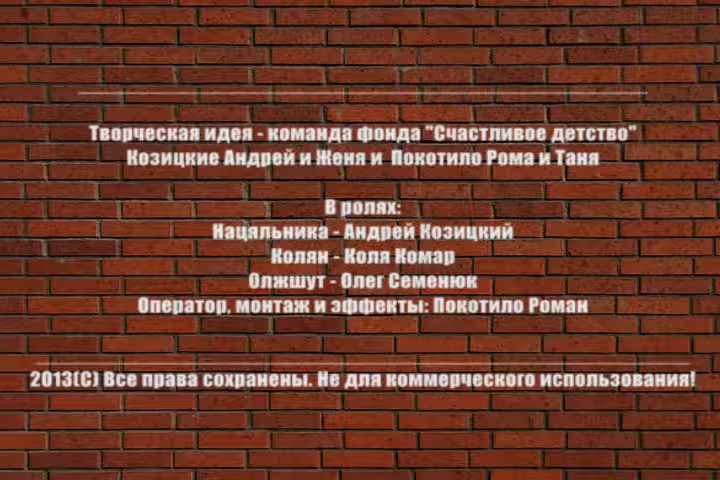 Творческая идея - команда фонда "Счастливое детство"
Козицкие Андрей и Женя и Покотило Рома и Таня
В ролях:
Нацяльника - Андрей Козицкий
Колян - Коля Комар
Олжшут - Олег Семенюк
Оператор, монтаж и эффекты: Покотило Роман
2013(С) Все права сохранены. Не для коммерческого использования!